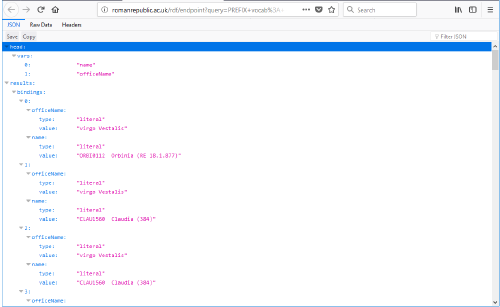 romanrepublic.ac.uk/rdf/endpoint?query=PREFIX+vocab%3A
Search
JSON Raw Data Headers
Save Copy
Filter JSON
head:
vars:
0: "name"
1: "officeName"
results:
bindings:
0:
officeName:
type: "literal"
value: "virgo Vestalis"
name:
type: "literal"
value: "ORBI0112 Orbinia (RE 18.1.877)"
1:
officeName:
type: "literal"
value: "virgo Vestalis"
name:
type: "literal"
value: "CLAU1560 Claudia (384)"
2:
officeName:
type: "literal"
value: "virgo Vestalis"
name:
type: "literal"
value: "CLAU1560 Claudia (384)"
3:
officeName: